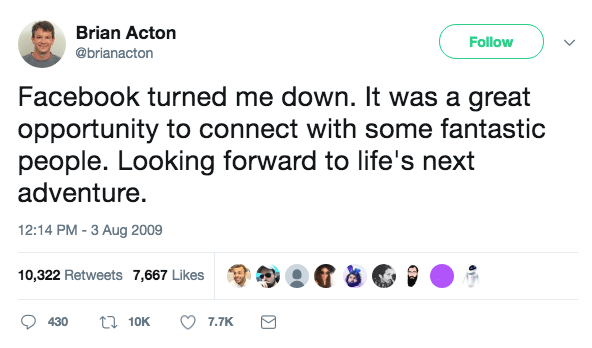 Brian Acton
@brianacton
Follow
Facebook turned me down. It was a great
opportunity to connect with some fantastic
people. Looking forward to life's next
adventure.
12:14 PM - 3 Aug 2009
10,322 Retweets 7,667 Likes
430 10K 7.7K